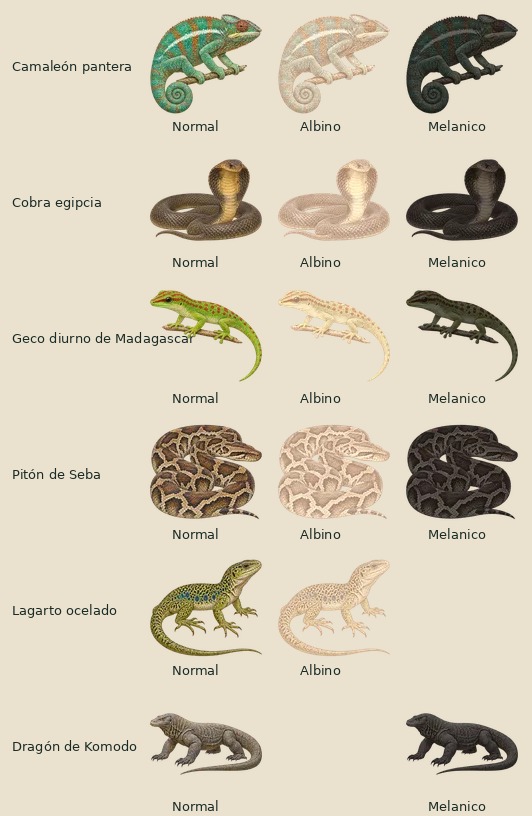 Camaleón pantera
Normal Albino Melanico
Cobra egipcia
Normal Albino Melanico
Geco diurno de Madagascar
Normal Albino Melanico
Pitón de Seba
Normal Albino Melanico
Lagarto ocelado
Normal Albino
Dragón de Komodo
Normal Melanico